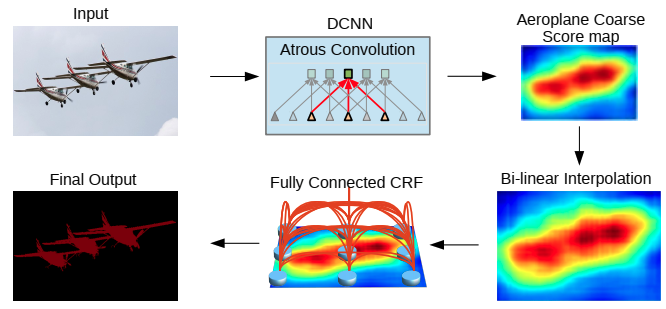 Input
DCNN
Atrous Convolution
Aeroplane Coarse
Score map
Bi-linear Interpolation
Fully Connected CRF
Final Output